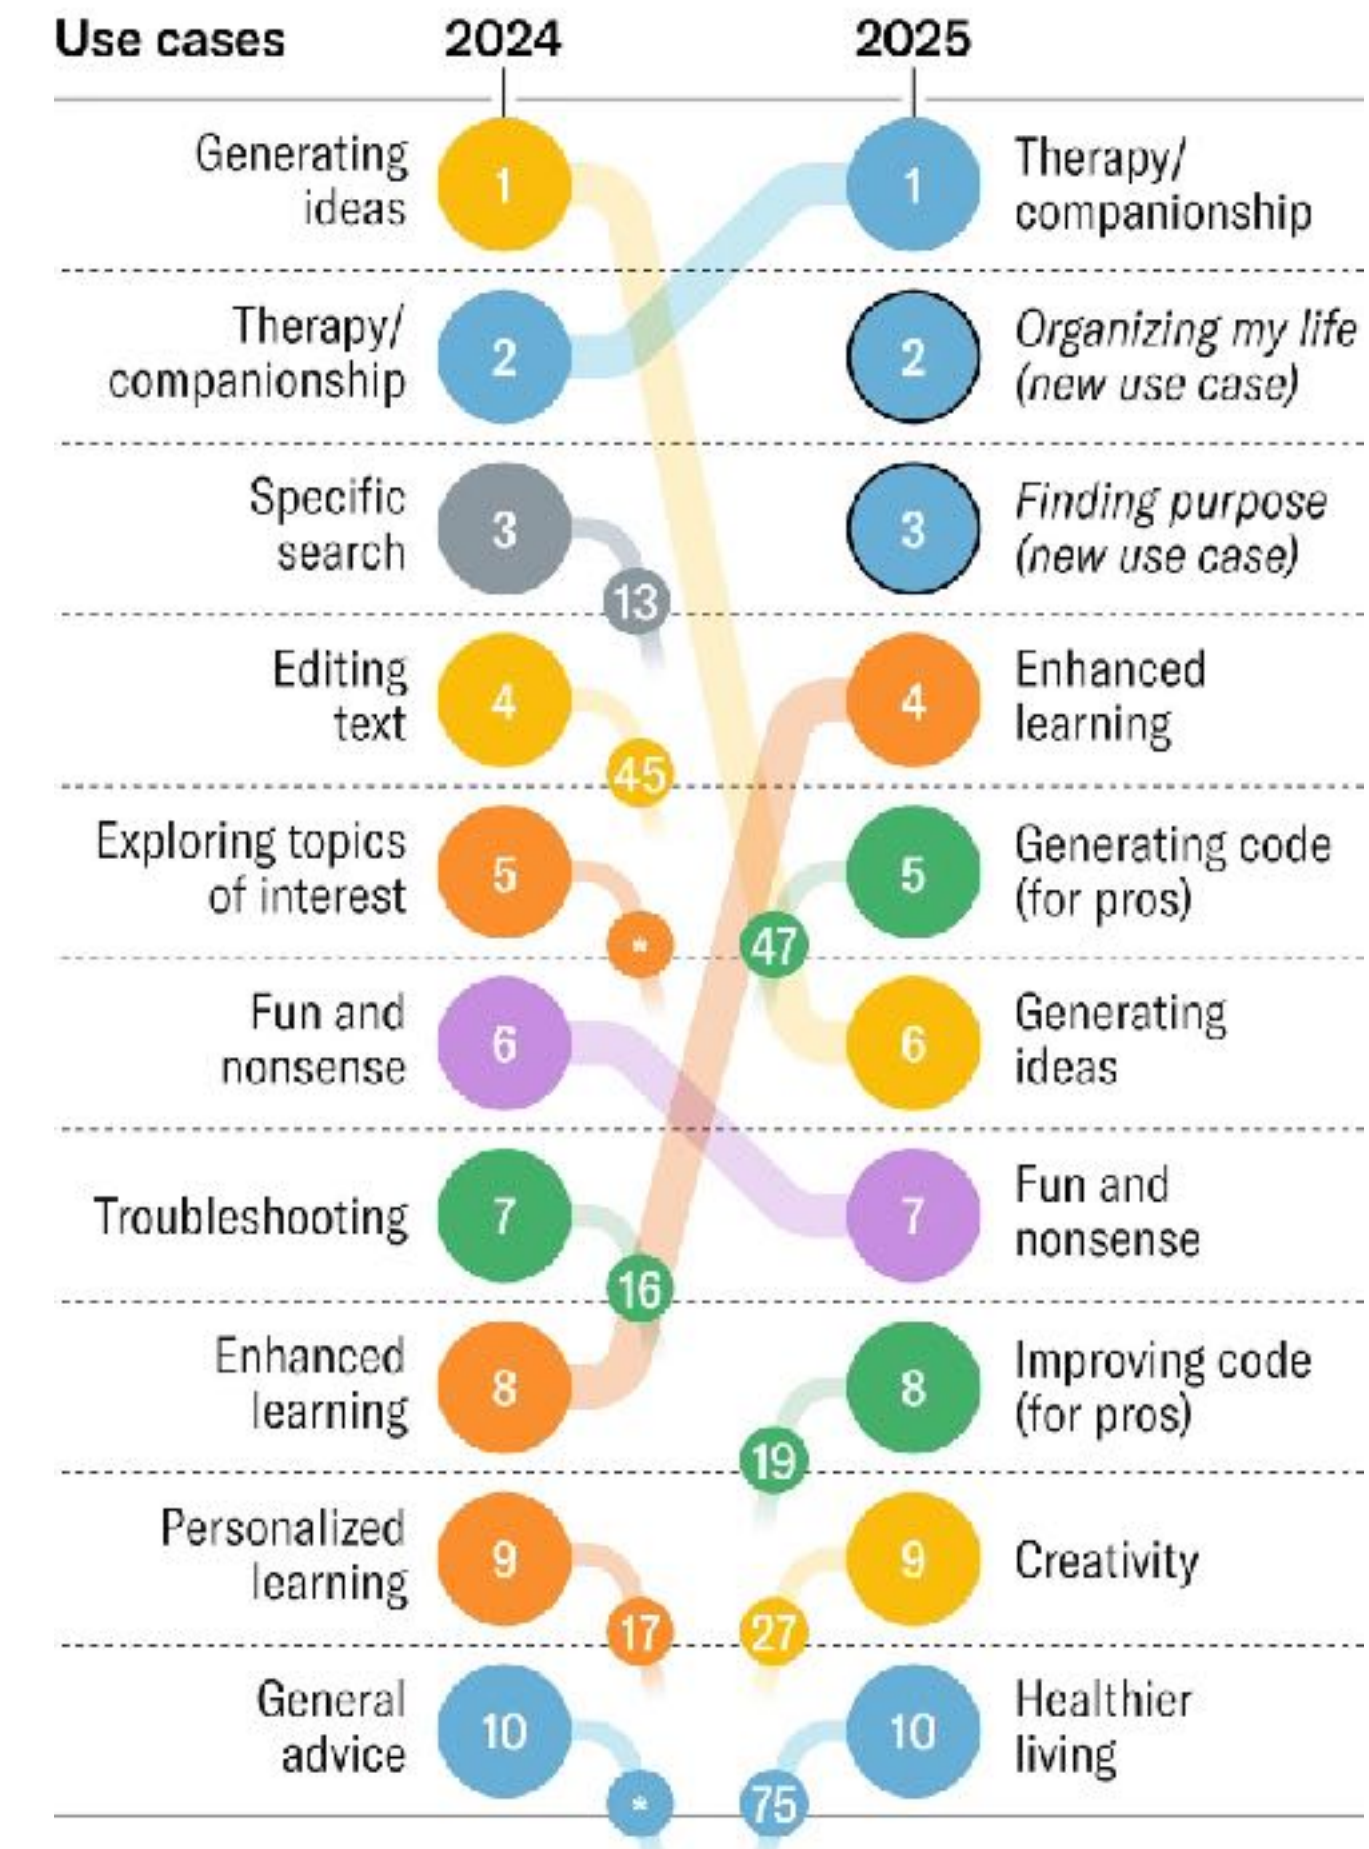 Use cases 2024 2025
Generating
ideas
1
1
Therapy/
companionship
Therapy/
companionship
2
2
Organizing my life
(new use case)
Specific
search
3
13
3
Finding purpose
(new use case)
Editing
text
4
45
4
Enhanced
learning
Exploring topics
of interest
5
*
47
5
Generating code
(for pros)
Fun and
nonsense
6
6
Generating
ideas
Troubleshooting
7
16
7
Fun and
nonsense
Enhanced
learning
8
19
8
Improving code
(for pros)
Personalized
learning
9
17
27
9
Creativity
General
advice
10
*
75
10
Healthier
living